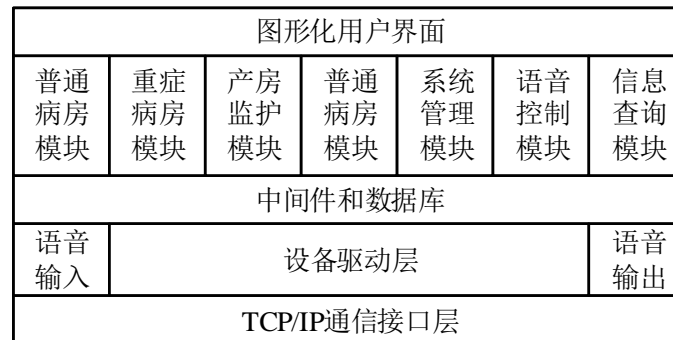 图形化用户界面
普通
病房
模块
重症
病房
模块
产房
监护
模块
普通
病房
模块
系统
管理
模块
语音
控制
模块
信息
查询
模块
中间件和数据库
语音
输入
设备驱动层
语音
输出
TCP/IP通信接口层